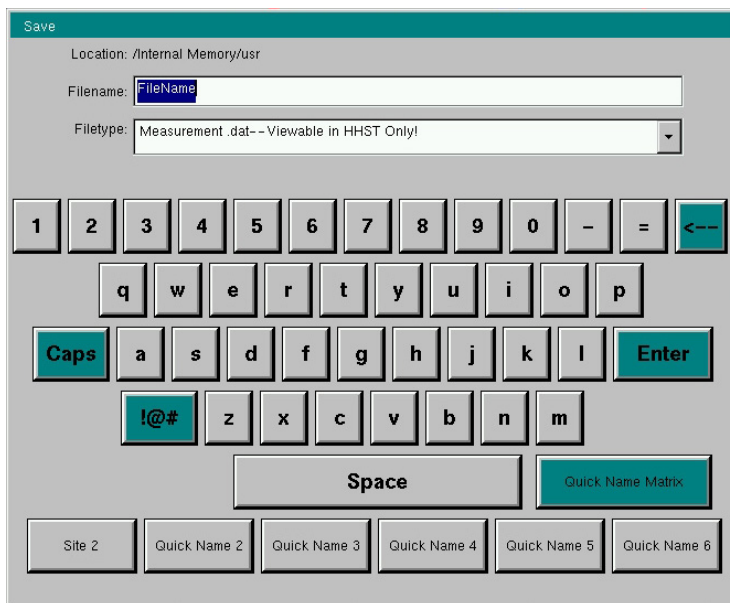 Save
Location: /Internal Memory/usr
Filename: FileName
Filetype: Measurement .dat--Viewable in HHST Only!
1 2 3 4 5 6 7 8 9 0 - = <--
q w e r t y u i o p
Caps a s d f g h j k l Enter
!@# z x c v b n m
Space Quick Name Matrix
Site 2 Quick Name 2 Quick Name 3 Quick Name 4 Quick Name 5 Quick Name 6